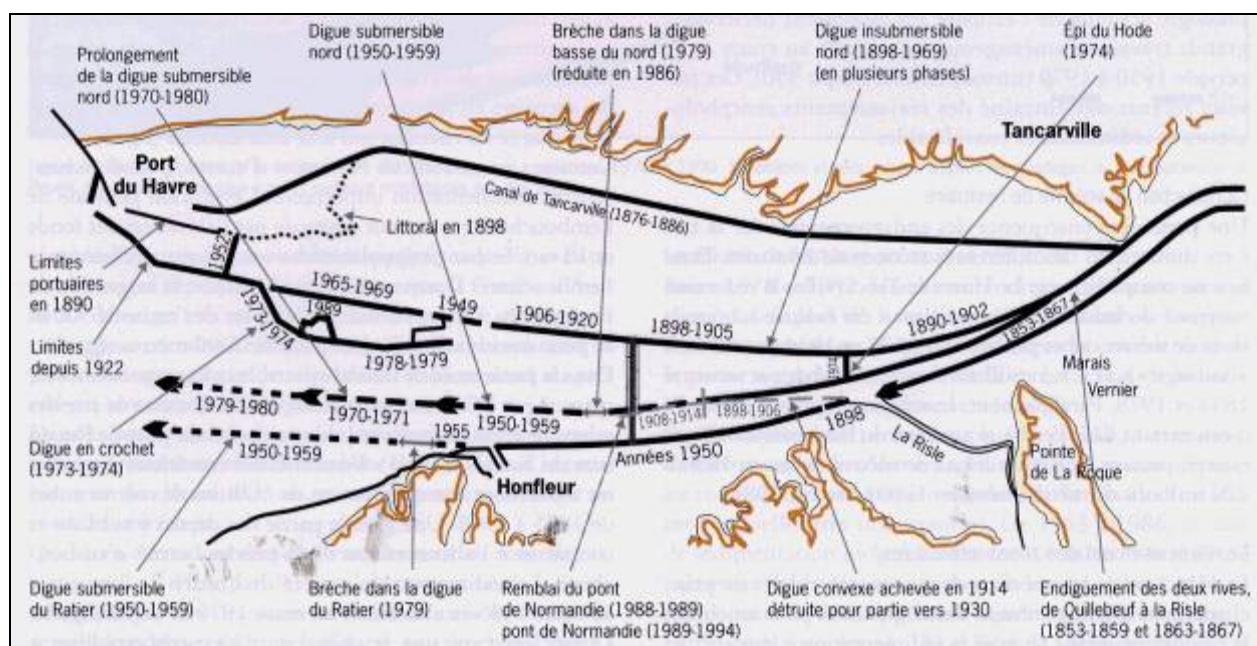 Digue submersible
nord (1950-1959)
Brèche dans la digue
basse du nord (1979)
(réduite en 1986)
Digue insubmersible
nord (1898-1969)
(en plusieurs phases)
Épi du Hode
(1974)
Prolongement
de la digue submersible
nord (1970-1980)
Port
du Havre
Tancarville
Canal de Tancarville (1876-1886)
Littoral en 1898
1957
Limites
portuaires
en 1890
1965-1969
1989
1949
1906-1920
1898-1905
1890-1902
1853-1867
1973-1974
1978-1979
Limites
depuis 1922
Marais
Vernier
1979-1980
1970-1971
1950-1959
1908-1914
1898-1906
1898
La Risle
1950-1959
1955
Années 1950
Digue en crochet
(1973-1974)
Honfleur
Pointe
de La Roque
Digue submersible
du Ratier (1950-1959)
Brèche dans la digue
du Ratier (1979)
Remblai du pont
de Normandie (1988-1989)
pont de Normandie (1989-1994)
Digue convexe achevée en 1914
détruite pour partie vers 1930
Endiguement des deux rives,
de Quillebeuf à la Risle
(1853-1859 et 1863-1867)